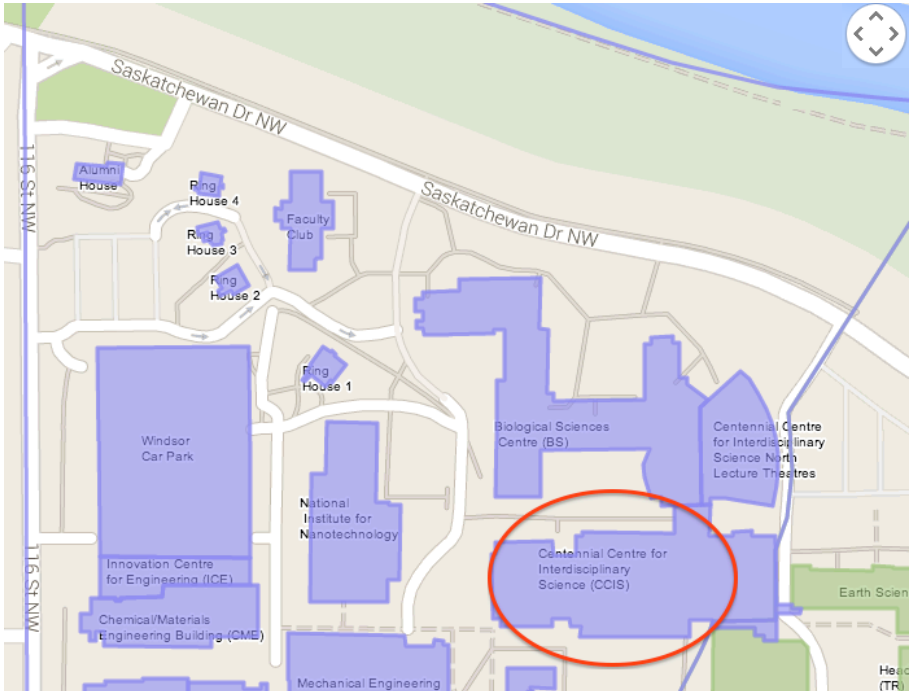 Saskatchewan Dr NW
116 St NW
Alumni
House
Ring
House 4
Faculty
Club
Saskatchewan Dr NW
Ring
House 3
Ring
House 2
Ring
House 1
Windsor
Car Park
Biological Sciences
Centre (BS)
Centennial Centre
for Interdisciplinary
Science North
Lecture Theatres
National
Institute for
Nanotechnology
116 St NW
Innovation Centre
for Engineering (ICE)
Centennial Centre for
Interdisciplinary
Science (CCIS)
Chemical/Materials
Engineering Building (CME)
Earth Scien
Mechanical Engineering
Hea
(TR)